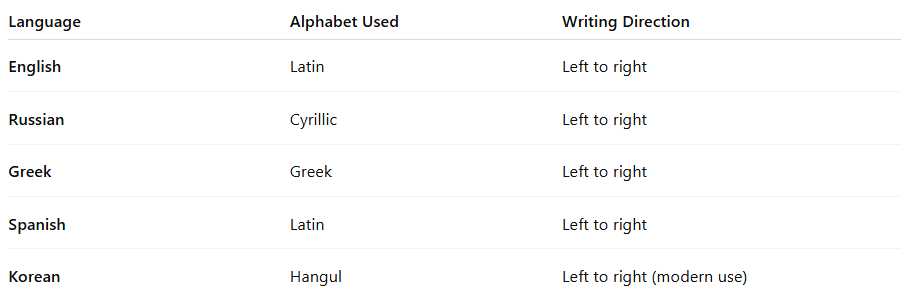 Language Alphabet Used Writing Direction
English Latin Left to right
Russian Cyrillic Left to right
Greek Greek Left to right
Spanish Latin Left to right
Korean Hangul Left to right (modern use)